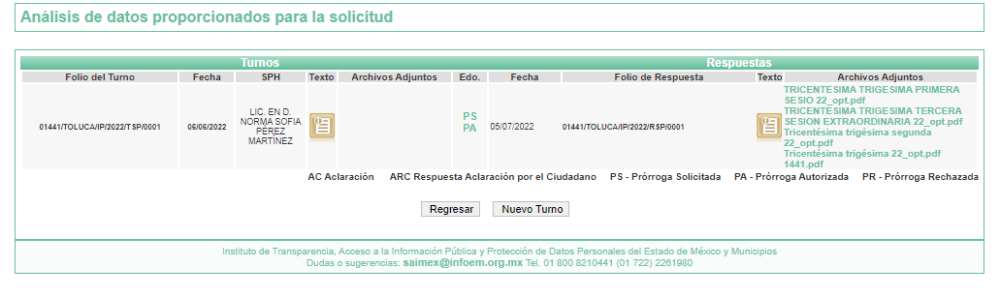 Análisis de datos proporcionados para la solicitud
Turnos Respuestas
Folio del Turno Fecha SPH Texto Archivos Adjuntos Edo. Fecha Folio de Respuesta Texto Archivos Adjuntos
01441/TOLUCA/IP/2022/TSP/0001 06/06/2022 LIC. EN D. NORMA SOFIA PÉREZ MARTÍNEZ PS PA 05/07/2022 01441/TOLUCA/IP/2022/RSP/0001
TRICENTESIMA TRIGESIMA PRIMERA
SESIO 22_opt.pdf
TRICENTESIMA TRIGESIMA TERCERA
SESION EXTRAORDINARIA 22_opt.pdf
Tricentésima trigésima segunda
22_opt.pdf
Tricentésima trigésima 22_opt.pdf
1441.pdf
AC Aclaración ARC Respuesta Aclaración por el Ciudadano PS - Prórroga Solicitada PA - Prórroga Autorizada PR - Prórroga Rechazada
Regresar Nuevo Turno
Instituto de Transparencia, Acceso a la Información Pública y Protección de Datos Personales del Estado de México y Municipios
Dudas o sugerencias: saimex@infoem.org.mx Tel. 01 800 8210441 (01 722) 2261980